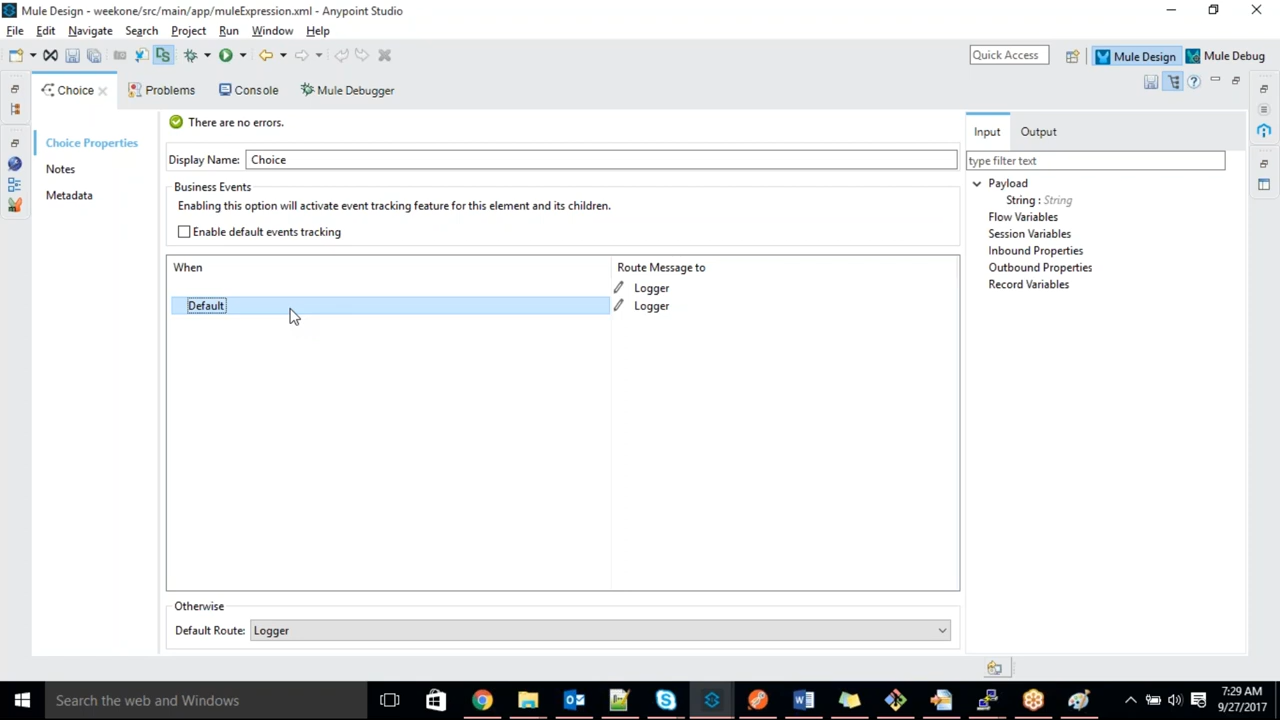 Mule Design - weekone/src/main/app/muleExpression.xml - Anypoint Studio
File Edit Navigate Search Project Run Window Help
Quick Access
Mule Design
Mule Debug
Choice
Problems
Console
Mule Debugger
There are no errors.
Choice Properties
Notes
Metadata
Display Name: Choice
Business Events
Enabling this option will activate event tracking feature for this element and its children.
Enable default events tracking
When
Route Message to
Logger
Default
Logger
Otherwise
Default Route: Logger
Input
Output
type filter text
Payload
String : String
Flow Variables
Session Variables
Inbound Properties
Outbound Properties
Record Variables
Search the web and Windows
7:29 AM
9/27/2017